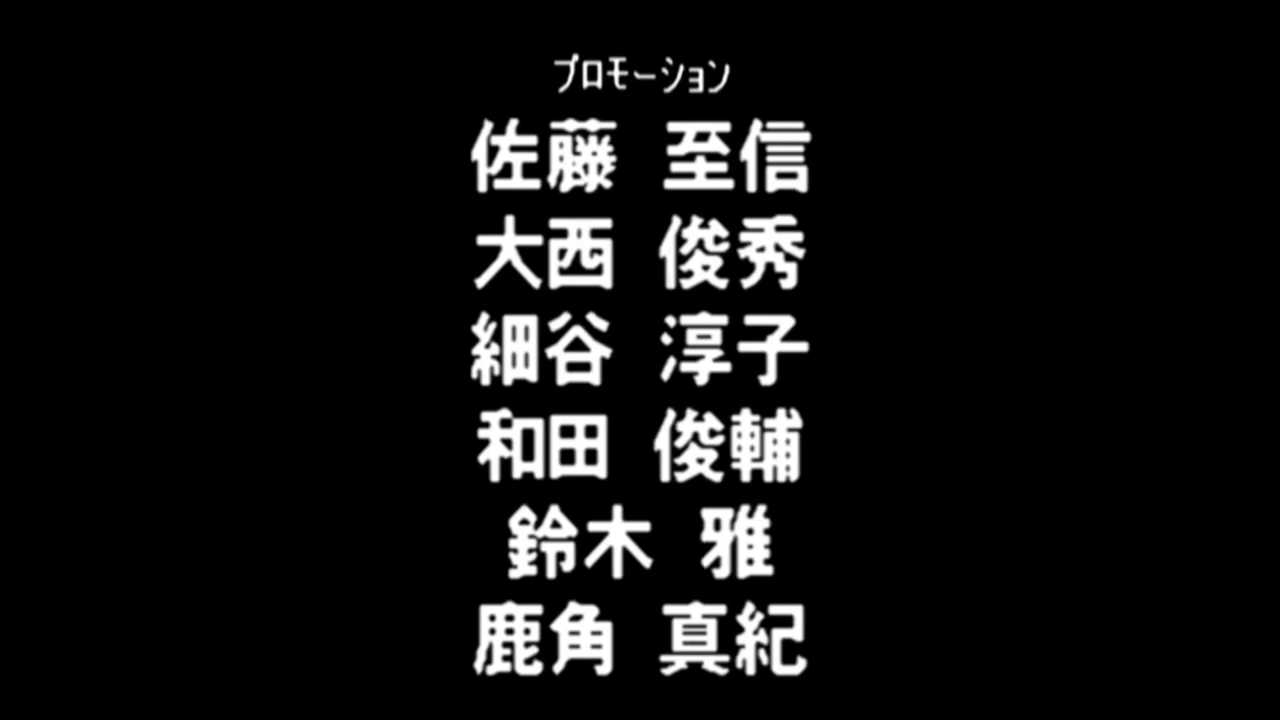 プロモーション
佐藤 至信
大西 俊秀
細谷 淳子
和田 俊輔
鈴木 雅
鹿角 真紀